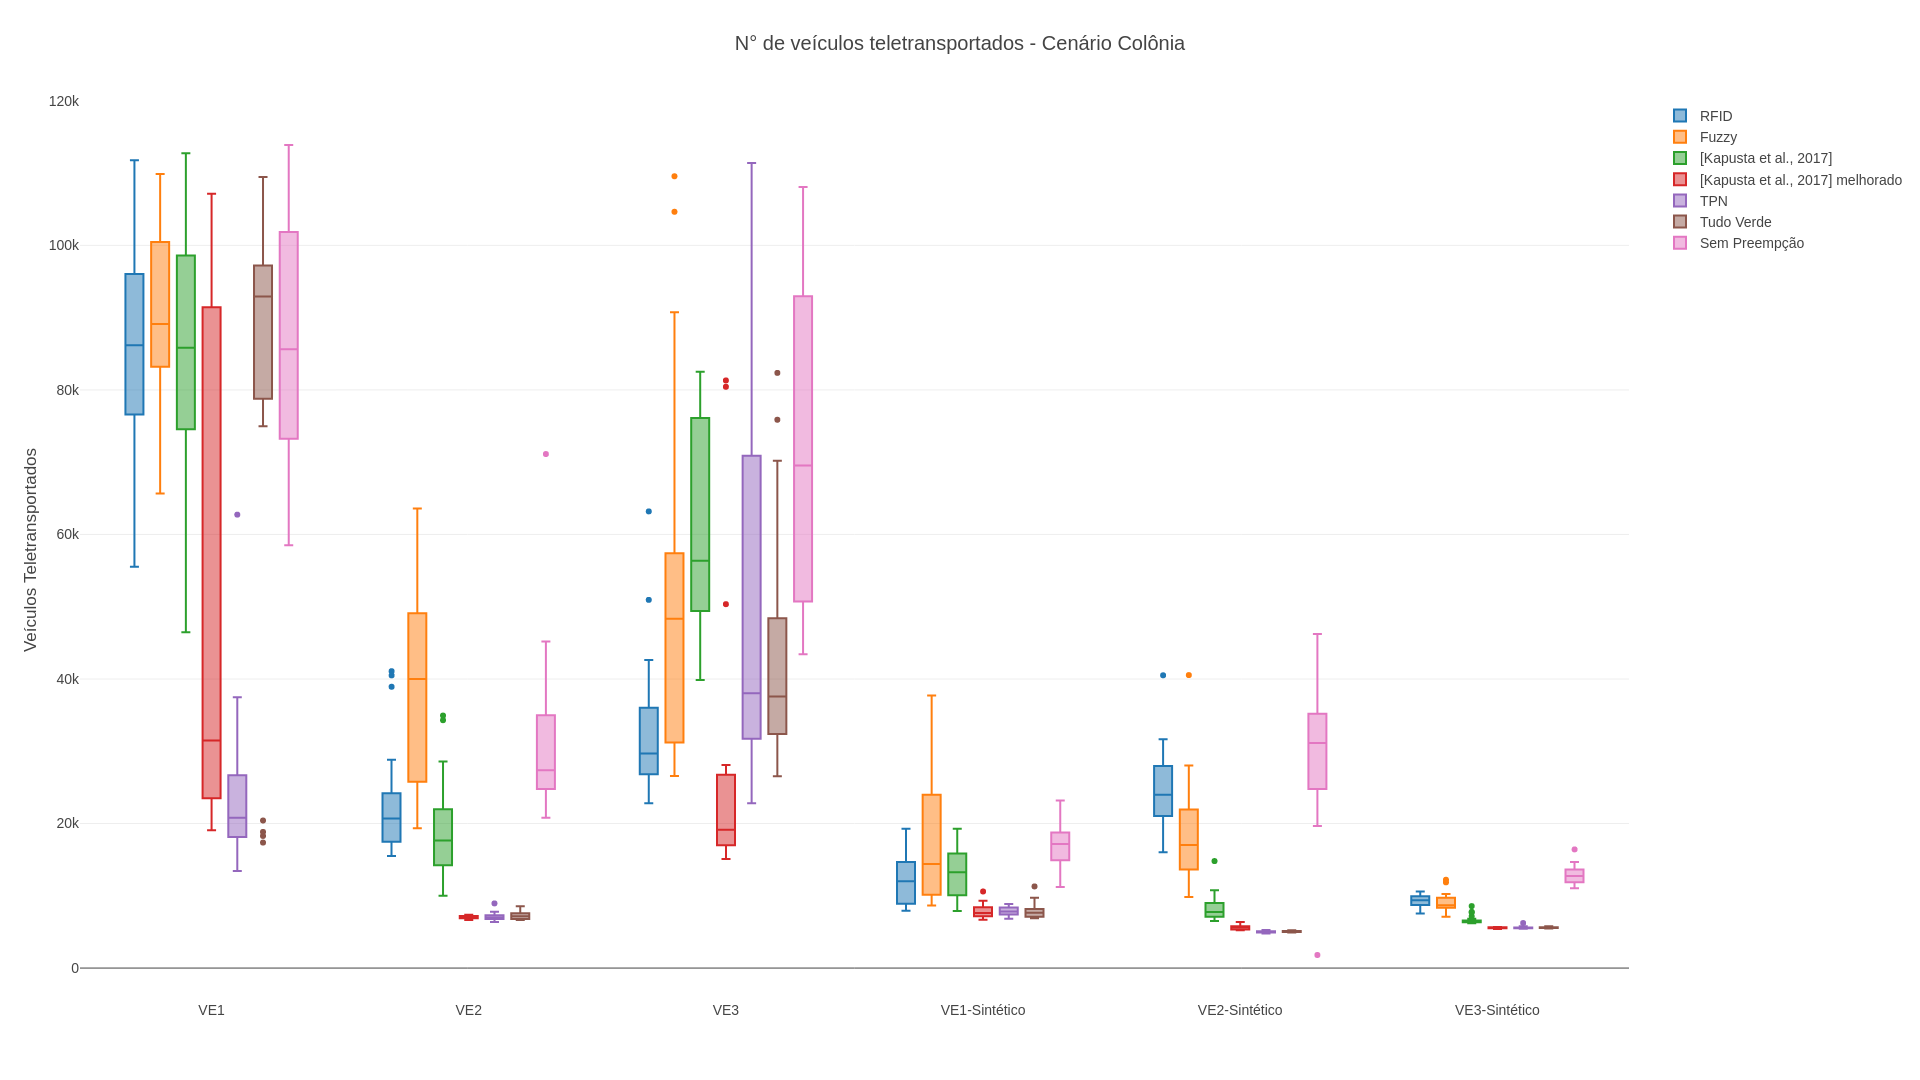 N° de veículos teletransportados - Cenário Colônia
Veículos Teletransportados
120k
100k
80k
60k
40k
20k
0
VE1
VE2
VE3
VE1-Sintético
VE2-Sintético
VE3-Sintético
RFID
Fuzzy
[Kapusta et al., 2017]
[Kapusta et al., 2017] melhorado
TPN
Tudo Verde
Sem Preempção